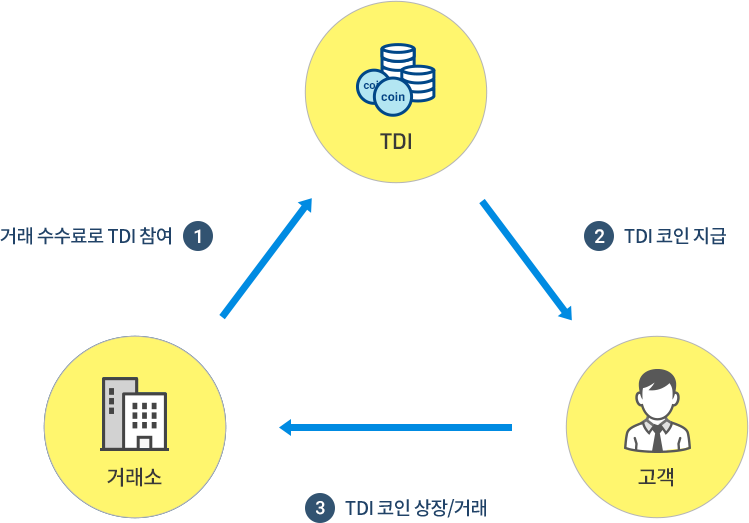 coin
coin
TDI
거래 수수료로 TDI 참여 1
2 TDI 코인 지급
거래소
고객
3 TDI 코인 상장/거래